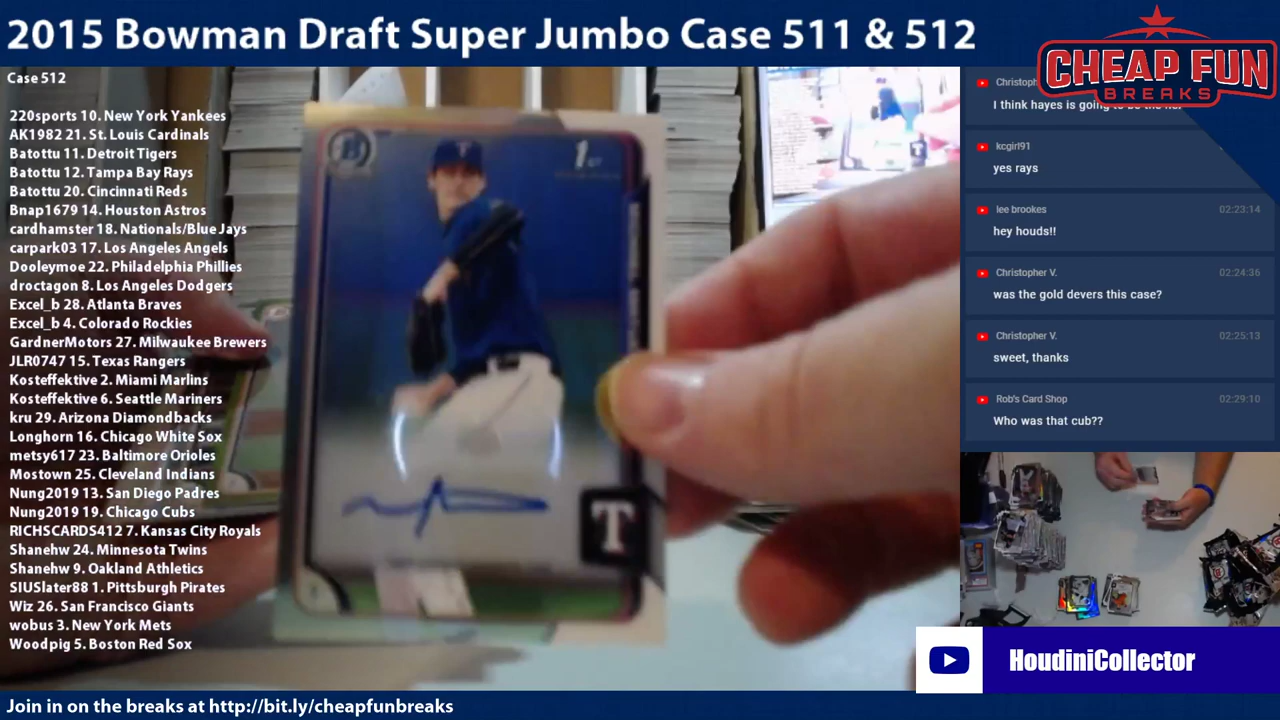 2015 Bowman Draft Super Jumbo Case 511 & 512
CHEAP FUN
BREAKS
Case 512
220sports 10. New York Yankees
AK1982 21. St. Louis Cardinals
Batottu 11. Detroit Tigers
Batottu 12. Tampa Bay Rays
Batottu 20. Cincinnati Reds
Bnap1679 14. Houston Astros
cardhamster 18. Nationals/Blue Jays
carpark03 17. Los Angeles Angels
Dooleymoe 22. Philadelphia Phillies
droctagon 8. Los Angeles Dodgers
Excel_b 28. Atlanta Braves
Excel_b 4. Colorado Rockies
GardnerMotors 27. Milwaukee Brewers
JLR0747 15. Texas Rangers
Kosteffektive 2. Miami Marlins
Kosteffektive 6. Seattle Mariners
kru 29. Arizona Diamondbacks
Longhorn 16. Chicago White Sox
metsy617 23. Baltimore Orioles
Mostown 25. Cleveland Indians
Nung2019 13. San Diego Padres
Nung2019 19. Chicago Cubs
RICHSCARDS412 7. Kansas City Royals
Shanehw 24. Minnesota Twins
Shanehw 9. Oakland Athletics
SIUSlater88 1. Pittsburgh Pirates
Wiz 26. San Francisco Giants
wobus 3. New York Mets
Woodpig 5. Boston Red Sox
B
1st
T
T
Christoph
I think hayes is going to be the
kcgirl91
yes rays
lee brookes 02:23:14
hey houds!!
Christopher V. 02:24:36
was the gold devers this case?
Christopher V. 02:25:13
sweet, thanks
Rob's Card Shop 02:29:10
Who was that cub??
HoudiniCollector
Join in on the breaks at http://bit.ly/cheapfunbreaks